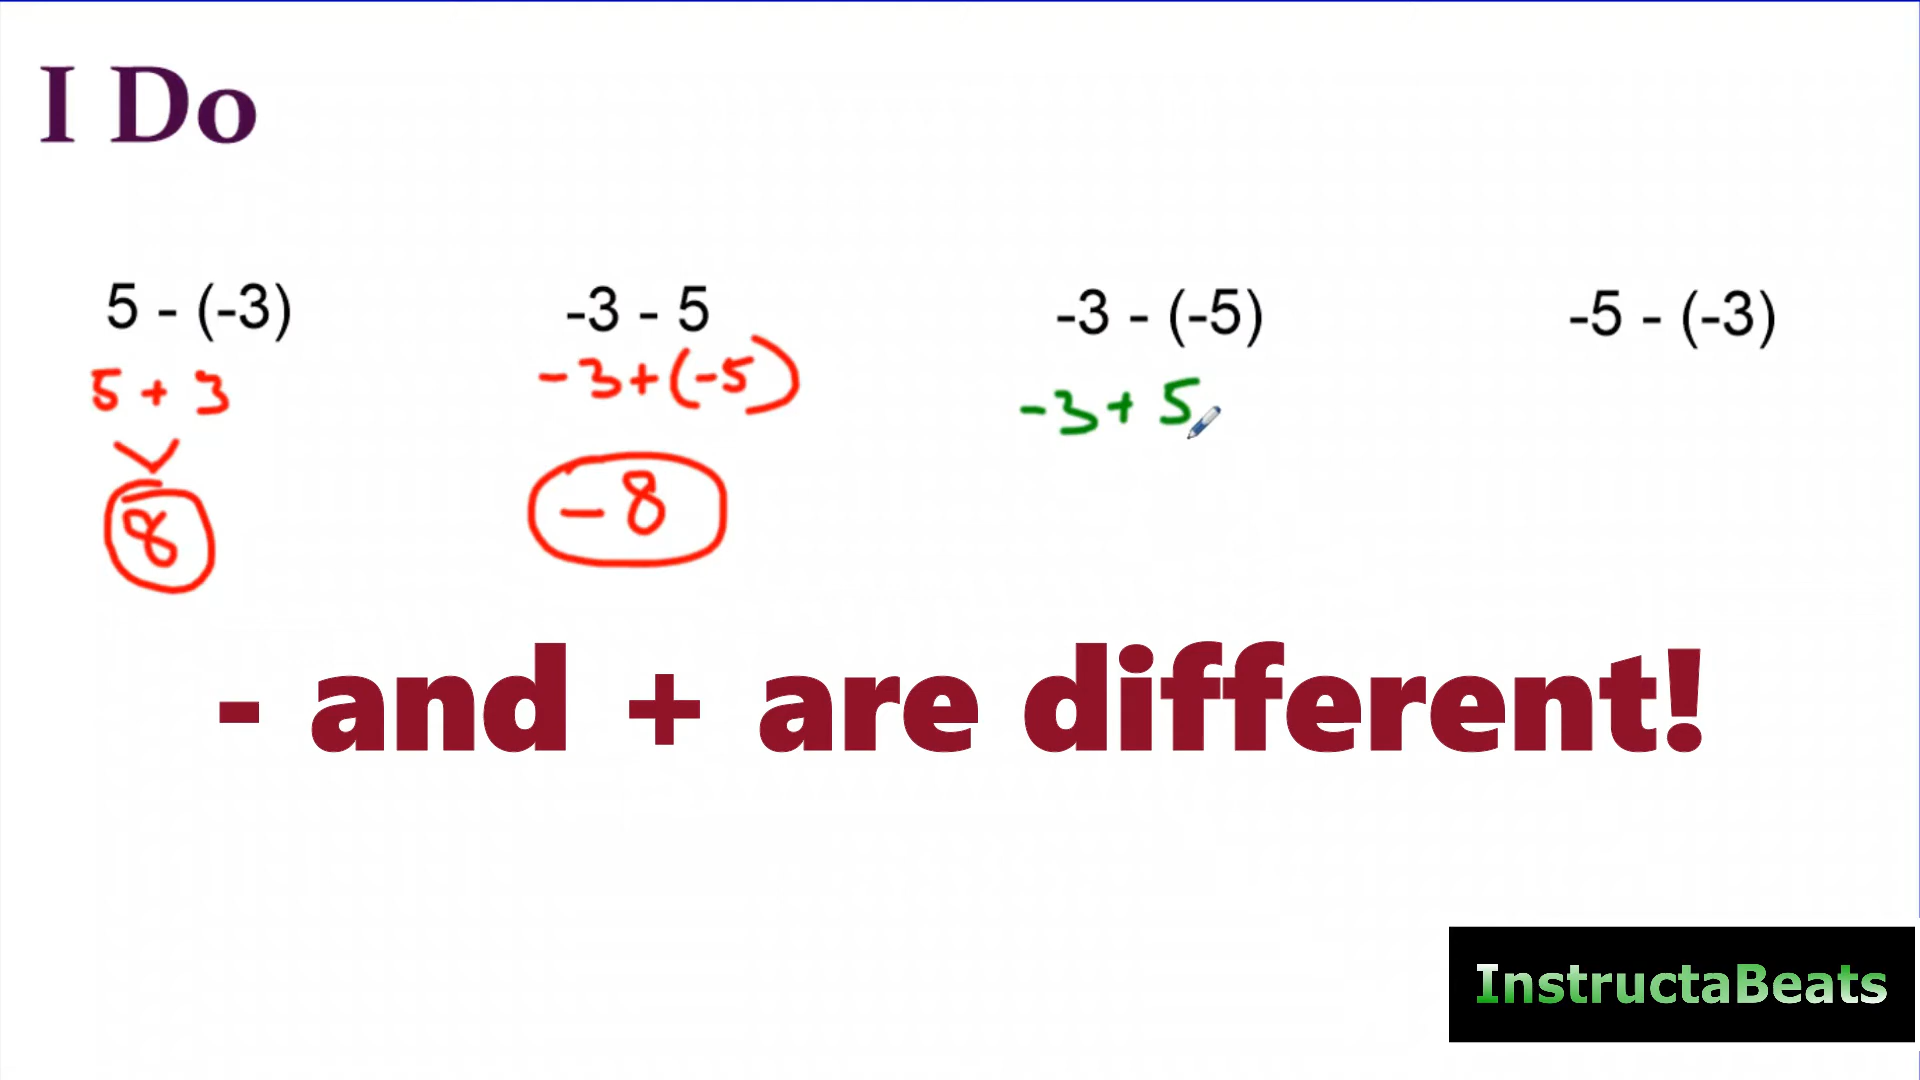 I Do
5 - (-3)
-3 - 5
-3 - (-5)
-5 - (-3)
5 + 3
-3+(-5)
-3+ 5
8
-8
- and + are different!
InstructaBeats